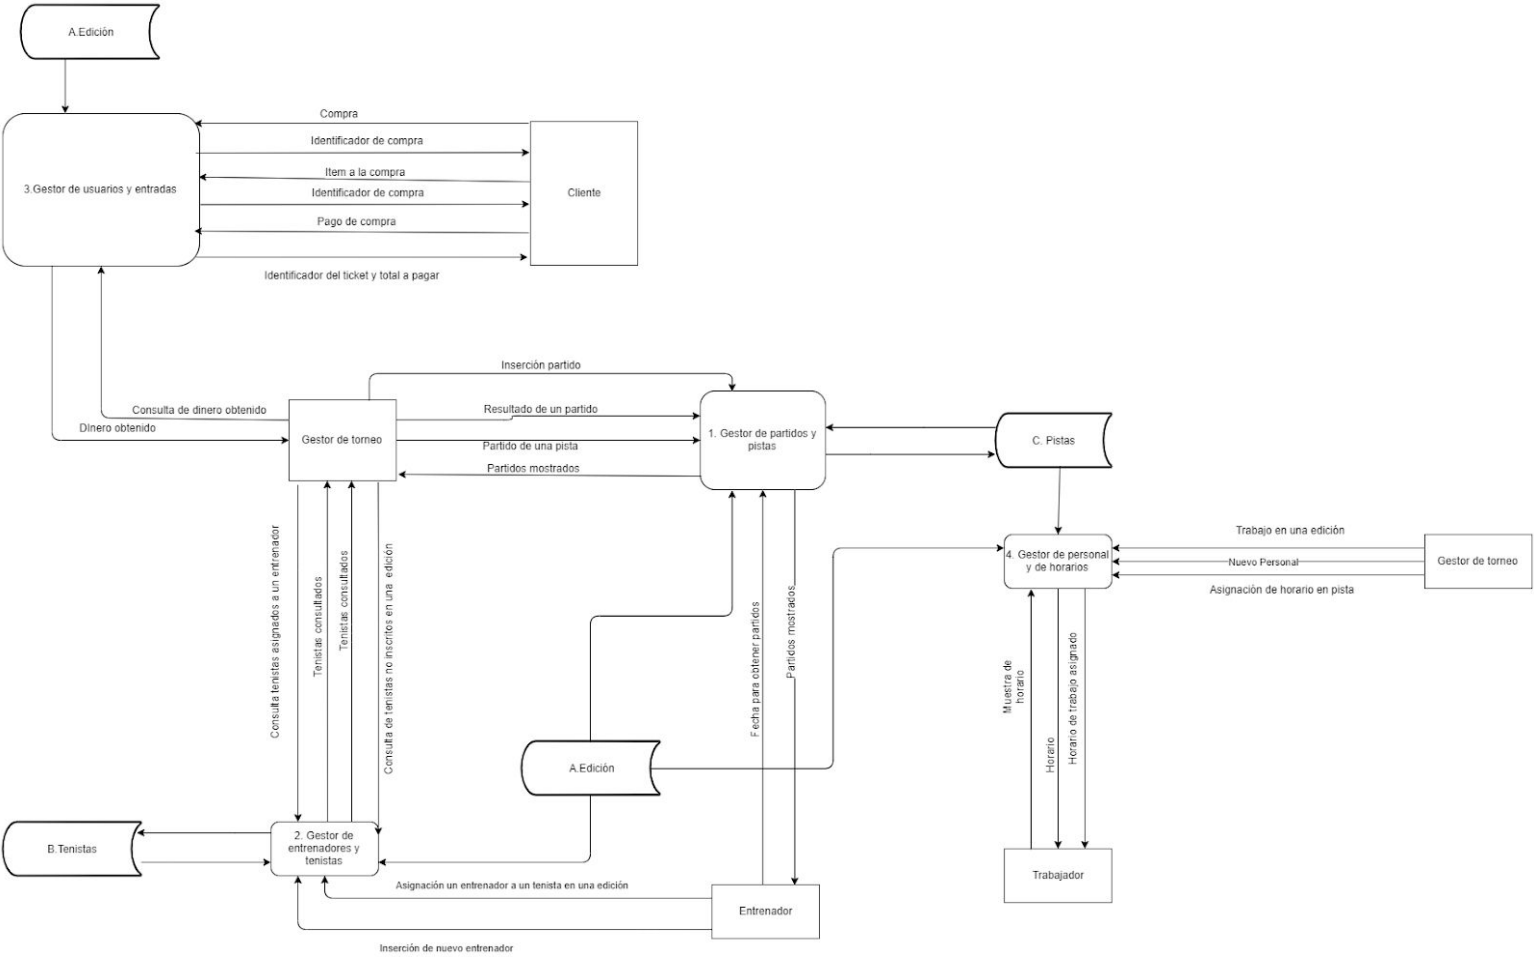 A.Edición
Compra
Identificador de compra
Item a la compra
3.Gestor de usuarios y entradas
Identificador de compra
Cliente
Pago de compra
Identificador del ticket y total a pagar
Inserción partido
Consulta de dinero obtenido
Resultado de un partido
Dinero obtenido
Gestor de torneo
Partido de una pista
1. Gestor de partidos y
pistas
C. Pistas
Partidos mostrados
Consulta tenistas asignados a un entrenador
Tenistas consultados
Tenistas consultados
Consulta de tenistas no inscritos en una edición
Fecha para obtener partidos
Partidos mostrados
Trabajo en una edición
4. Gestor de personal
y de horarios
Nuevo Personal
Gestor de torneo
Asignación de horario en pista
Muestra de
horario
Horario
Horario de trabajo asignado
A.Edición
B.Tenistas
2. Gestor de
entrenadores y
tenistas
Asignación un entrenador a un tenista en una edición
Trabajador
Entrenador
Inserción de nuevo entrenador